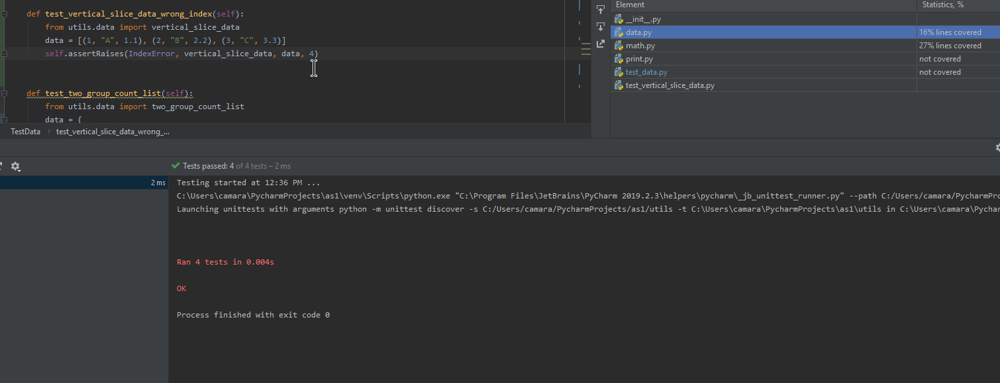 def test_vertical_slice_data_wrong_index(self):
from utils.data import vertical_slice_data
data = [(1, "A", 1.1), (2, "B", 2.2), (3, "C", 3.3)]
self.assertRaises(IndexError, vertical_slice_data, data, 4)
def test_two_group_count_list(self):
from utils.data import two_group_count_list
data = {
TestData > test_vertical_slice_data_wrong_...
Element Statistics, %
__init__.py
data.py 16% lines covered
math.py 27% lines covered
print.py not covered
test_data.py not covered
test_vertical_slice_data.py
Tests passed: 4 of 4 tests – 2 ms
2 ms
Testing started at 12:36 PM ...
C:\Users\camara\PycharmProjects\as1\venv\Scripts\python.exe "C:\Program Files\JetBrains\PyCharm 2019.2.3\helpers\pycharm\_jb_unittest_runner.py" --path C:/Users/camara/PycharmPro
Launching unittests with arguments python -m unittest discover -s C:/Users/camara/PycharmProjects/as1/utils -t C:\Users\camara\PycharmProjects\as1\utils in C:\Users\camara\Pychar
Ran 4 tests in 0.004s
OK
Process finished with exit code 0